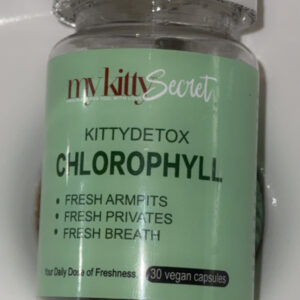 mykittySecret
KITTYDETOX
CHLOROPHYLL
• FRESH ARMPITS
• FRESH PRIVATES
• FRESH BREATH
Your Daily Dose of Freshness.
30 vegan capsules